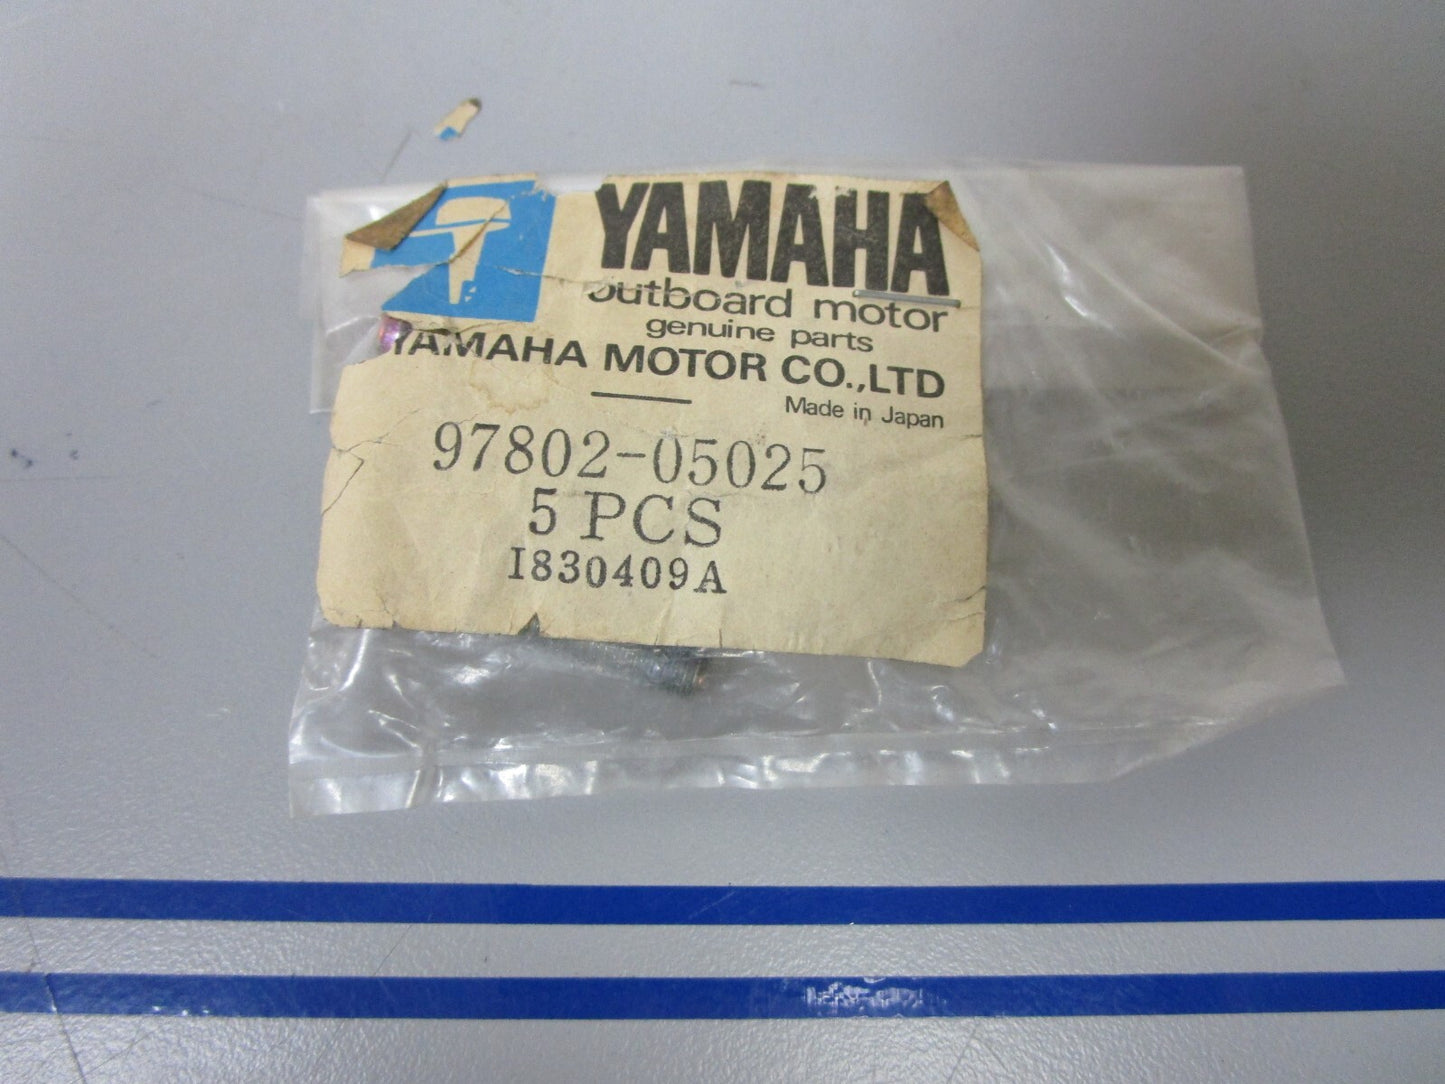 YAMAHA
outboard motor
genuine parts
YAMAHA MOTOR CO.,LTD
Made in Japan
97802-05025
5 PCS
I830409A